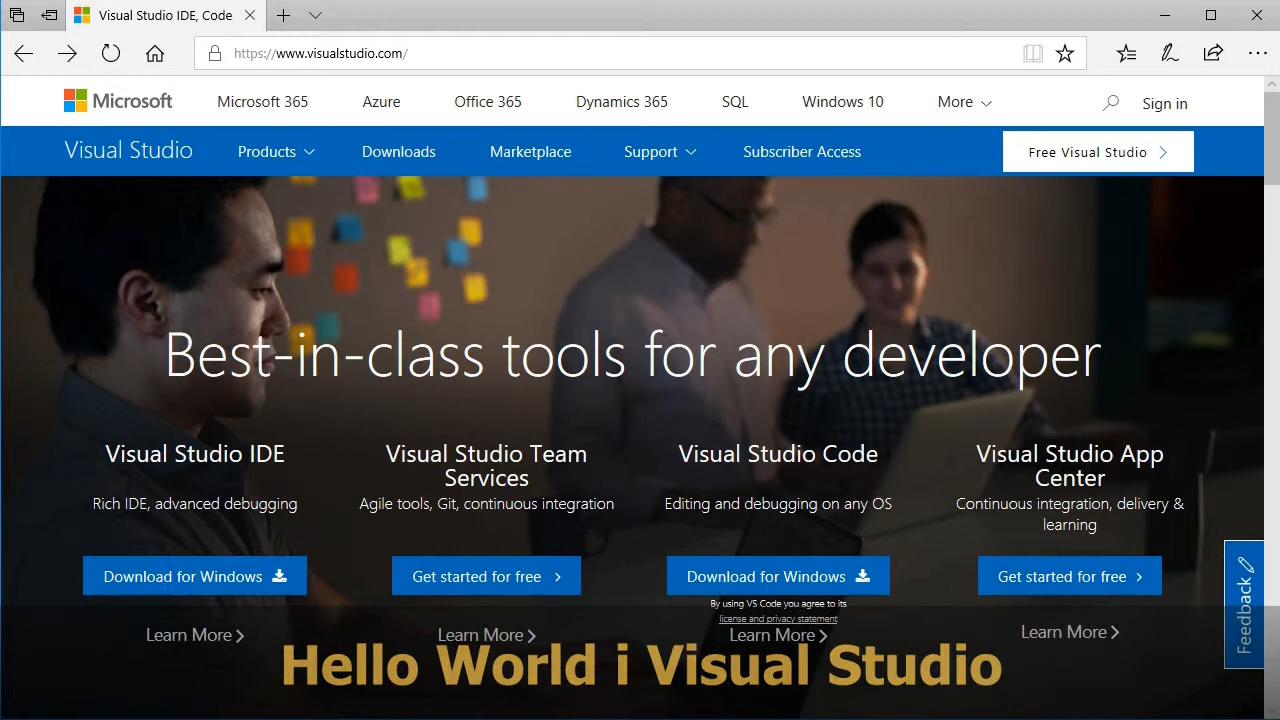 Visual Studio IDE, Code
https://www.visualstudio.com/
Microsoft
Microsoft 365
Azure
Office 365
Dynamics 365
SQL
Windows 10
More
Sign in
Visual Studio
Products
Downloads
Marketplace
Support
Subscriber Access
Free Visual Studio
Best-in-class tools for any developer
Visual Studio IDE
Rich IDE, advanced debugging
Download for Windows
Learn More
Visual Studio Team
Services
Agile tools, Git, continuous integration
Get started for free
Learn More
Visual Studio Code
Editing and debugging on any OS
Download for Windows
By using VS Code you agree to its
license and privacy statement
Learn More
Visual Studio App
Center
Continuous integration, delivery &
learning
Get started for free
Learn More
Feedback
Hello World i Visual Studio